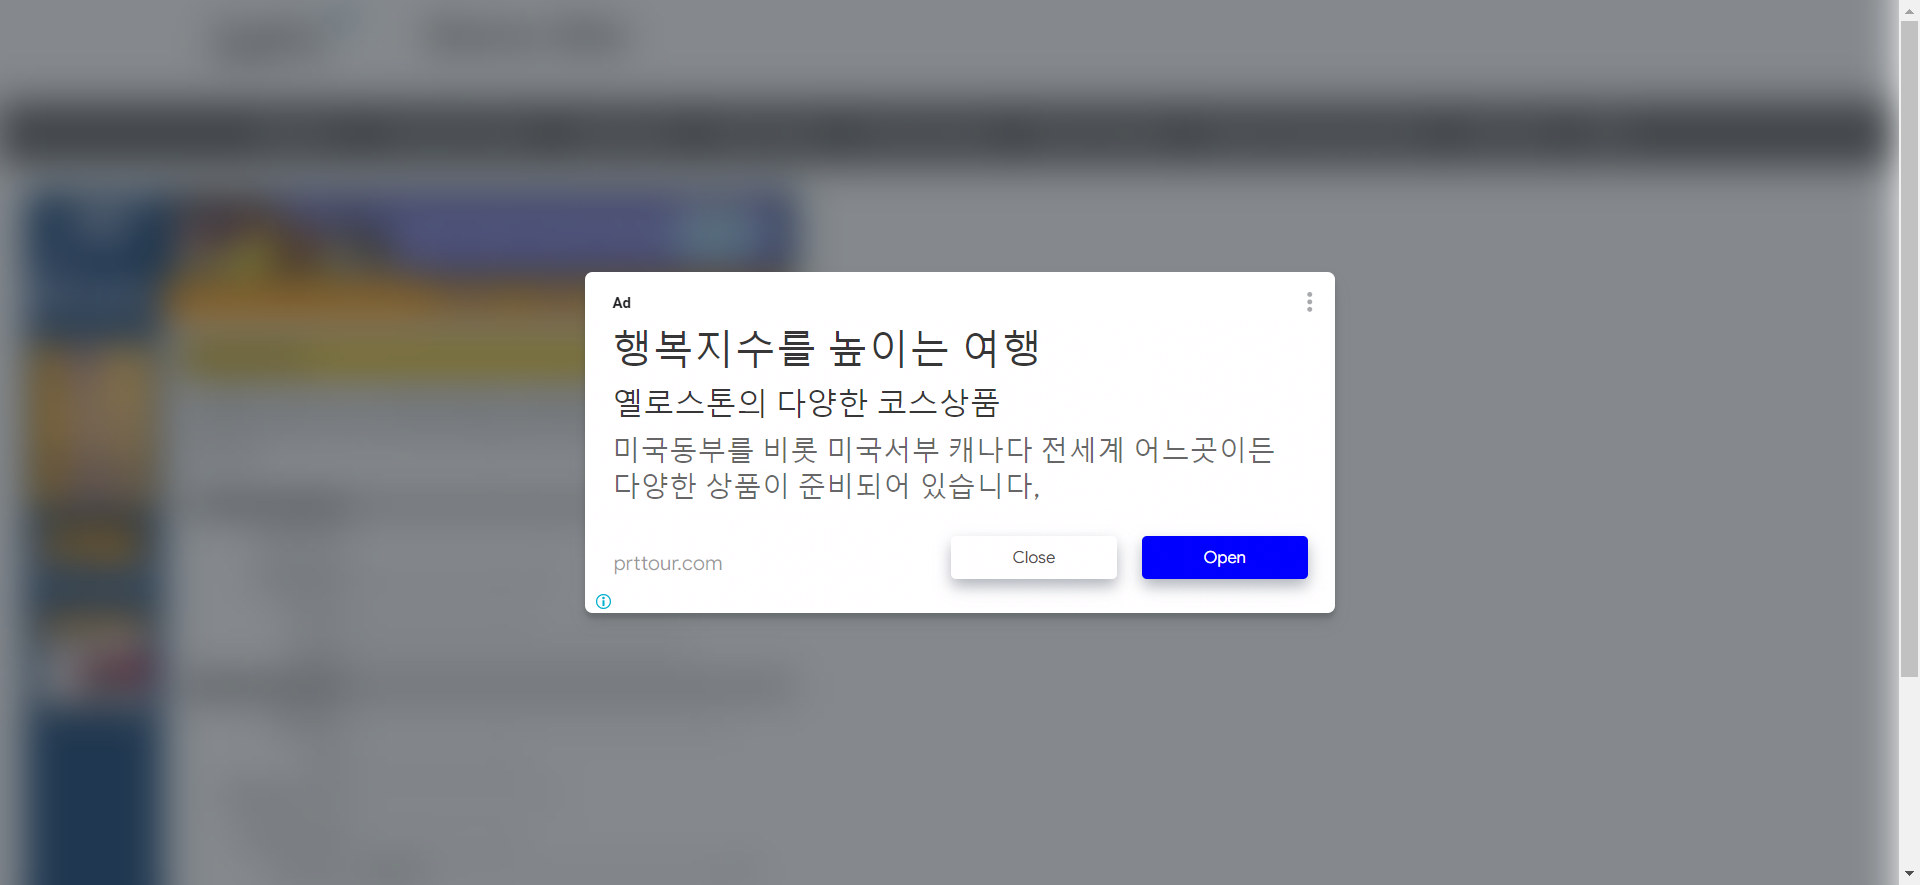 Ad
행복지수를 높이는 여행
옐로스톤의 다양한 코스상품
미국동부를 비롯 미국서부 캐나다 전세계 어느곳이든
다양한 상품이 준비되어 있습니다,
prttour.com
Close
Open